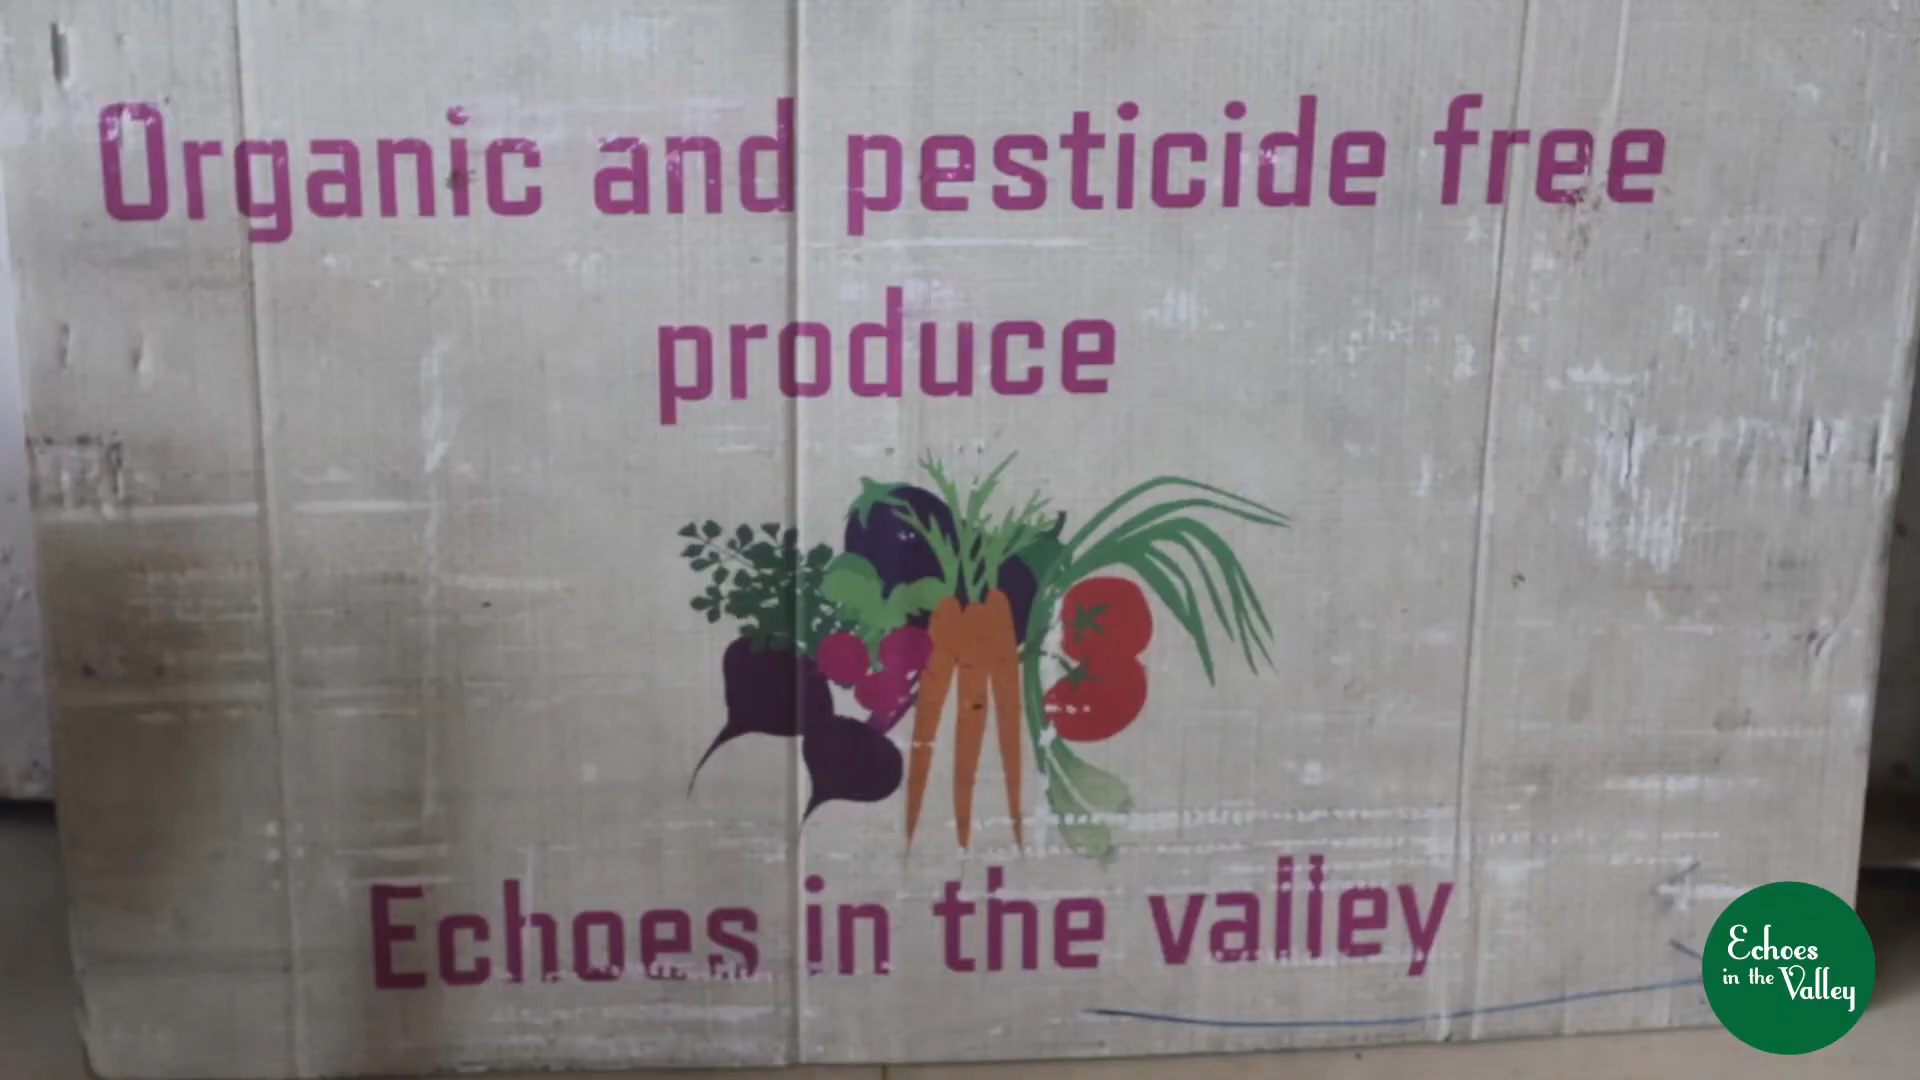 Organic and pesticide free
produce
Echoes in the valley
Echoes
in the Valley